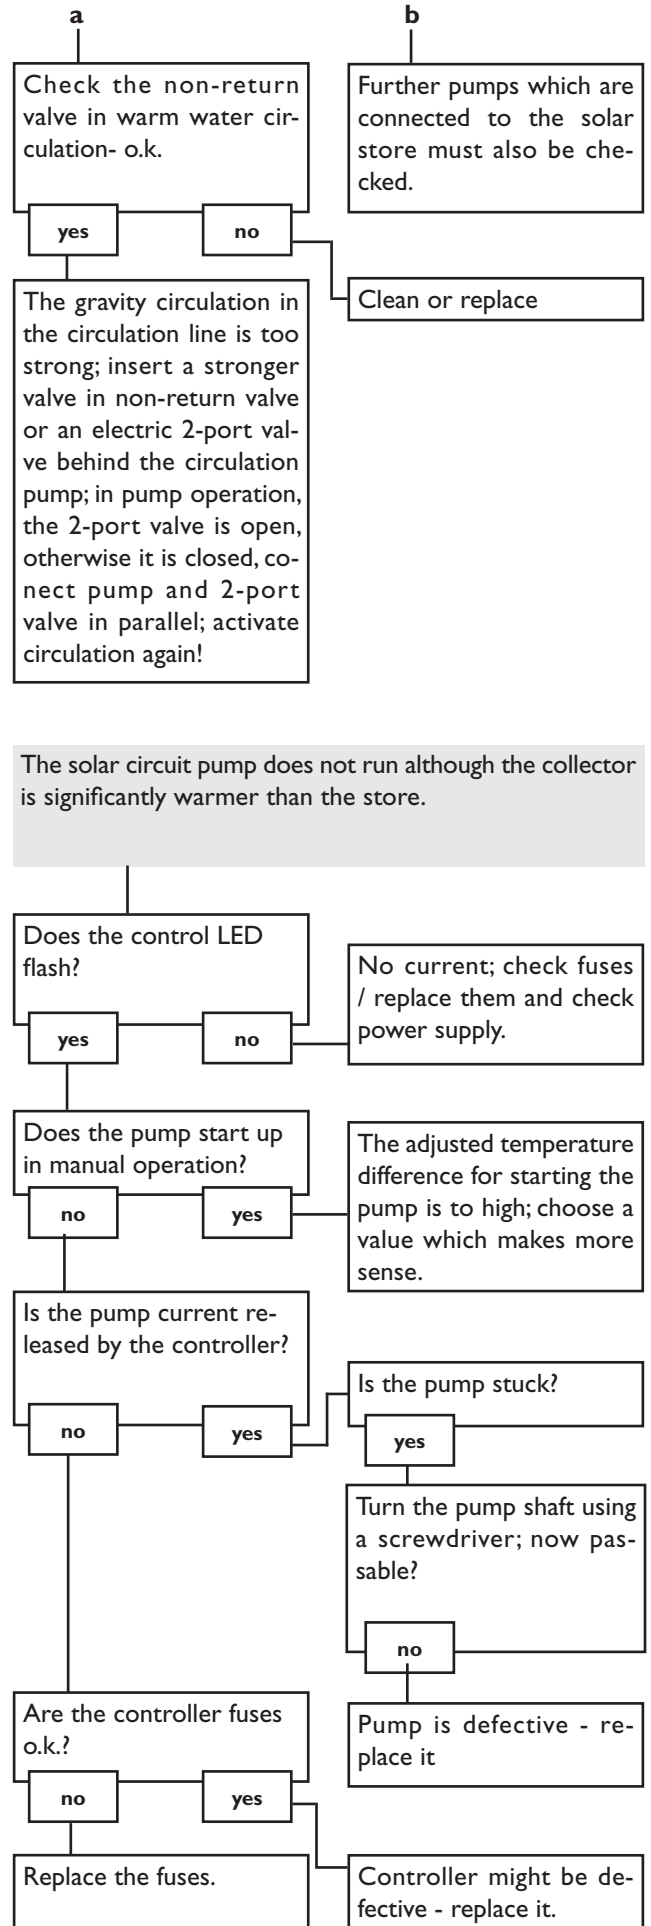 a
b
Check the non-return
valve in warm water cir-
culation- o.k.
Further pumps which are
connected to the solar
store must also be che-
cked.
yes
no
Clean or replace
The gravity circulation in
the circulation line is too
strong; insert a stronger
valve in non-return valve
or an electric 2-port val-
ve behind the circulation
pump; in pump operation,
the 2-port valve is open,
otherwise it is closed, co-
nect pump and 2-port
valve in parallel; activate
circulation again!
The solar circuit pump does not run although the collector
is significantly warmer than the store.
Does the control LED
flash?
yes
no
No current; check fuses
/ replace them and check
power supply.
Does the pump start up
in manual operation?
no
yes
The adjusted temperature
difference for starting the
pump is to high; choose a
value which makes more
sense.
Is the pump current re-
leased by the controller?
no
yes
Is the pump stuck?
yes
Turn the pump shaft using
a screwdriver; now pas-
sable?
no
Pump is defective - re-
place it
Are the controller fuses
o.k.?
no
yes
Replace the fuses.
Controller might be de-
fective - replace it.